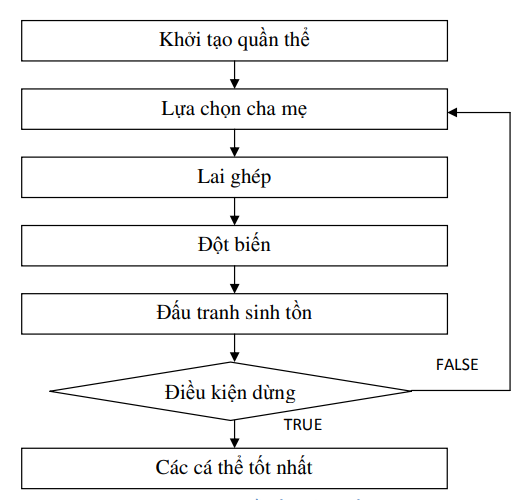 Khởi tạo quần thể
Lựa chọn cha mẹ
Lai ghép
Đột biến
Đấu tranh sinh tồn
FALSE
Điều kiện dừng
TRUE
Các cá thể tốt nhất